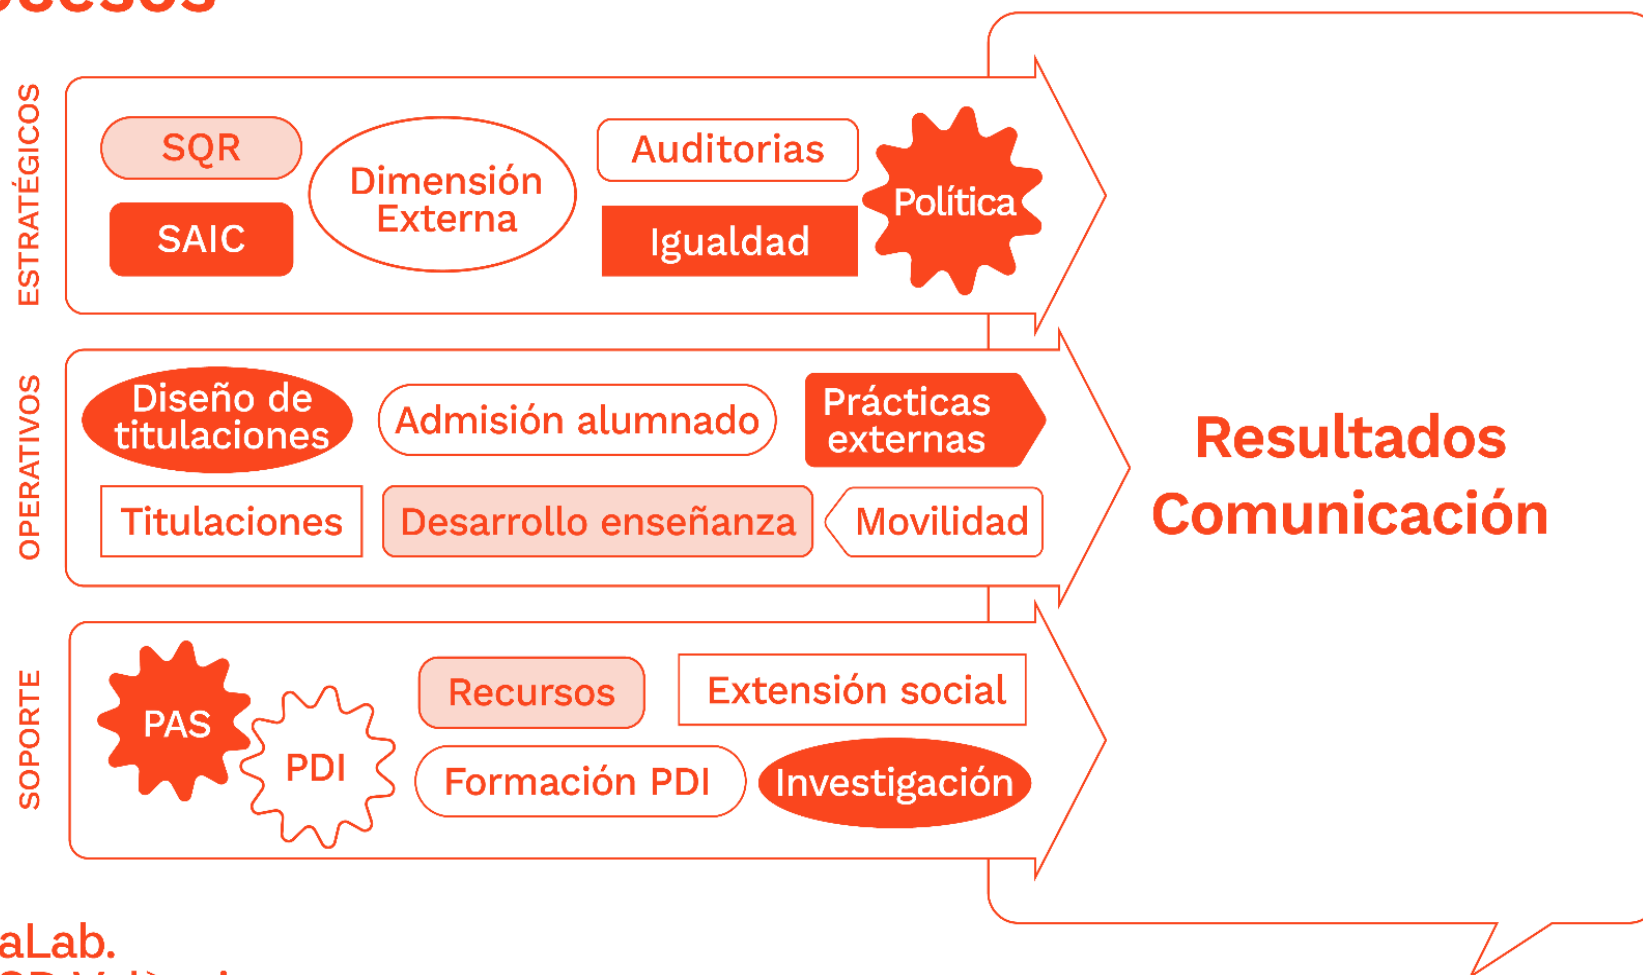 ESTRATÉGICOS
SQR
SAIC
Dimensión
Externa
Auditorias
Igualdad
Política
OPERATIVOS
Diseño de
titulaciones
Admisión alumnado
Prácticas
externas
Titulaciones
Desarrollo enseñanza
Movilidad
SOPORTE
PAS
PDI
Recursos
Extensión social
Formación PDI
Investigación
Resultados
Comunicación
aLab.